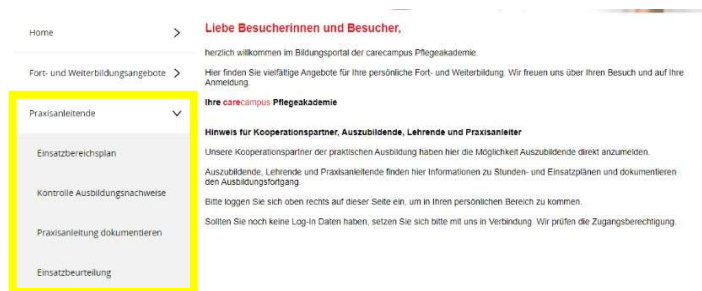 Home
Fort- und Weiterbildungsangebote
Praxisanleitende
Einsatzbereichsplan
Kontrolle Ausbildungsnachweise
Praxisanleitung dokumentieren
Einsatzbeurteilung
Liebe Besucherinnen und Besucher,
herzlich willkommen im Bildungsportal der carecampus Pflegeakademie.
Hier finden Sie vielfältige Angebote für Ihre persönliche Fort- und Weiterbildung. Wir freuen uns über Ihren Besuch und auf Ihre
Anmeldung.
Ihre carecampus Pflegeakademie
Hinweis für Kooperationspartner, Auszubildende, Lehrende und Praxisanleiter
Unsere Kooperationspartner der praktischen Ausbildung haben hier die Möglichkeit Auszubildende direkt anzumelden.
Auszubildende, Lehrende und Praxisanleitende finden hier Informationen zu Stunden- und Einsatzplänen und dokumentieren
den Ausbildungsfortgang.
Bitte loggen Sie sich oben rechts auf dieser Seite ein, um in Ihren persönlichen Bereich zu kommen.
Sollten Sie noch keine Log-In Daten haben, setzen Sie sich bitte mit uns in Verbindung. Wir prüfen die Zugangsberechtigung.